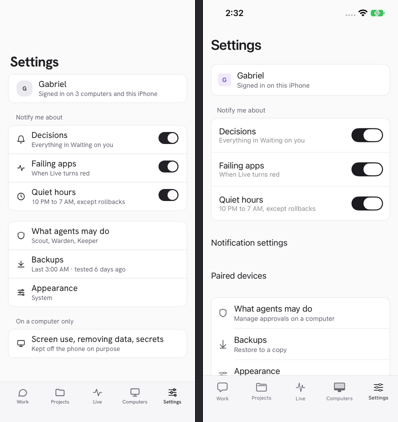 Settings
G
Gabriel
Signed in on 3 computers and this iPhone
Notify me about
Decisions
Everything in Waiting on you
Failing apps
When Live turns red
Quiet hours
10 PM to 7 AM, except rollbacks
What agents may do
Scout, Warden, Keeper
Backups
Last 3:00 AM · tested 6 days ago
Appearance
System
On a computer only
Screen use, removing data, secrets
Kept off the phone on purpose
Work
Projects
Live
Computers
Settings
2:32
Settings
G
Gabriel
Signed in on this iPhone
Notify me about
Decisions
Everything in Waiting on you
Failing apps
When Live turns red
Quiet hours
10 PM to 7 AM, except rollbacks
Notification settings
Paired devices
What agents may do
Manage approvals on a computer
Backups
Restore to a copy
Appearance
Work
Projects
Live
Computers
Settings